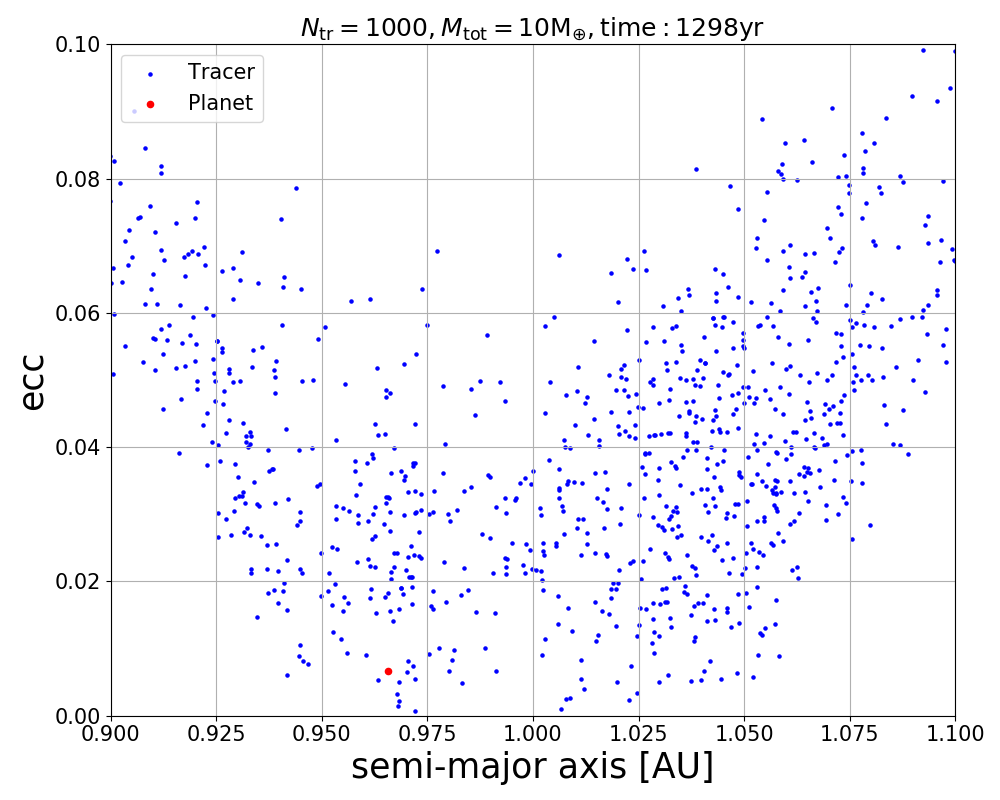 N_tr = 1000, M_tot = 10M_⊕, time : 1298yr
Tracer
Planet
0.10
0.08
0.06
0.04
0.02
0.00
ecc
0.900 0.925 0.950 0.975 1.000 1.025 1.050 1.075 1.100
semi-major axis [AU]